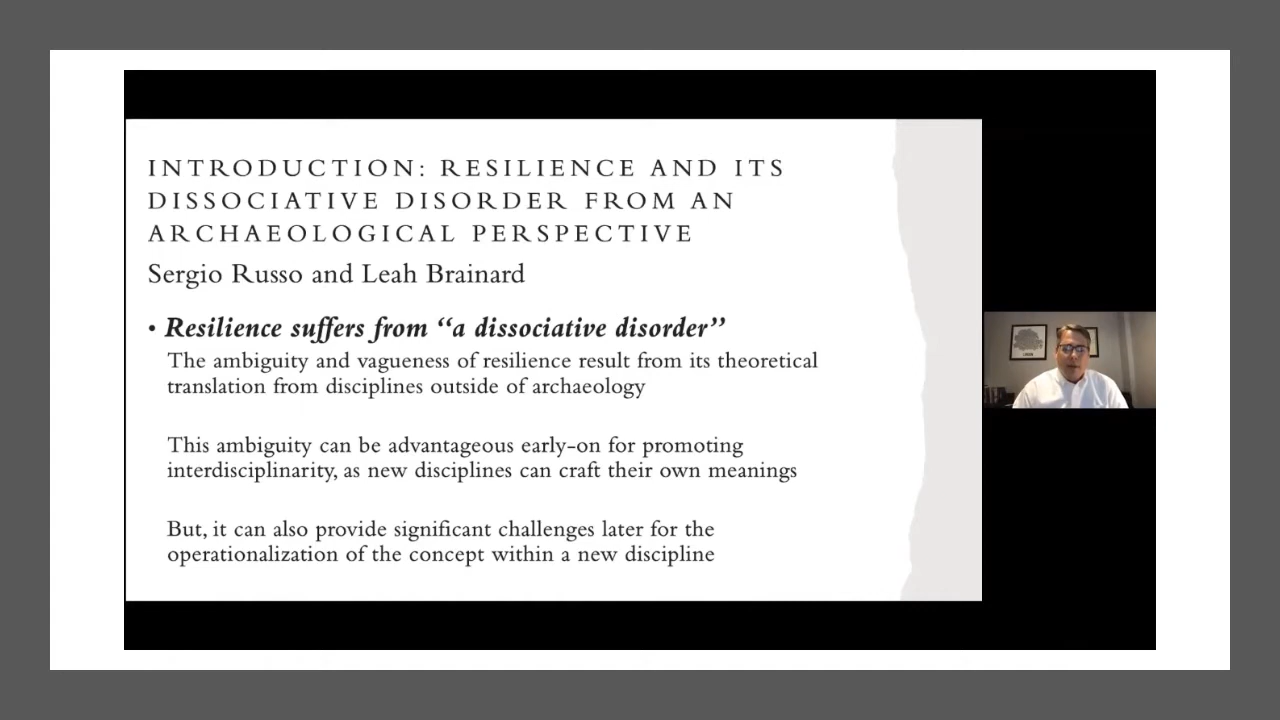 INTRODUCTION: RESILIENCE AND ITS
DISSOCIATIVE DISORDER FROM AN
ARCHAEOLOGICAL PERSPECTIVE
Sergio Russo and Leah Brainard
• Resilience suffers from “a dissociative disorder”
The ambiguity and vagueness of resilience result from its theoretical
translation from disciplines outside of archaeology
This ambiguity can be advantageous early-on for promoting
interdisciplinarity, as new disciplines can craft their own meanings
But, it can also provide significant challenges later for the
operationalization of the concept within a new discipline